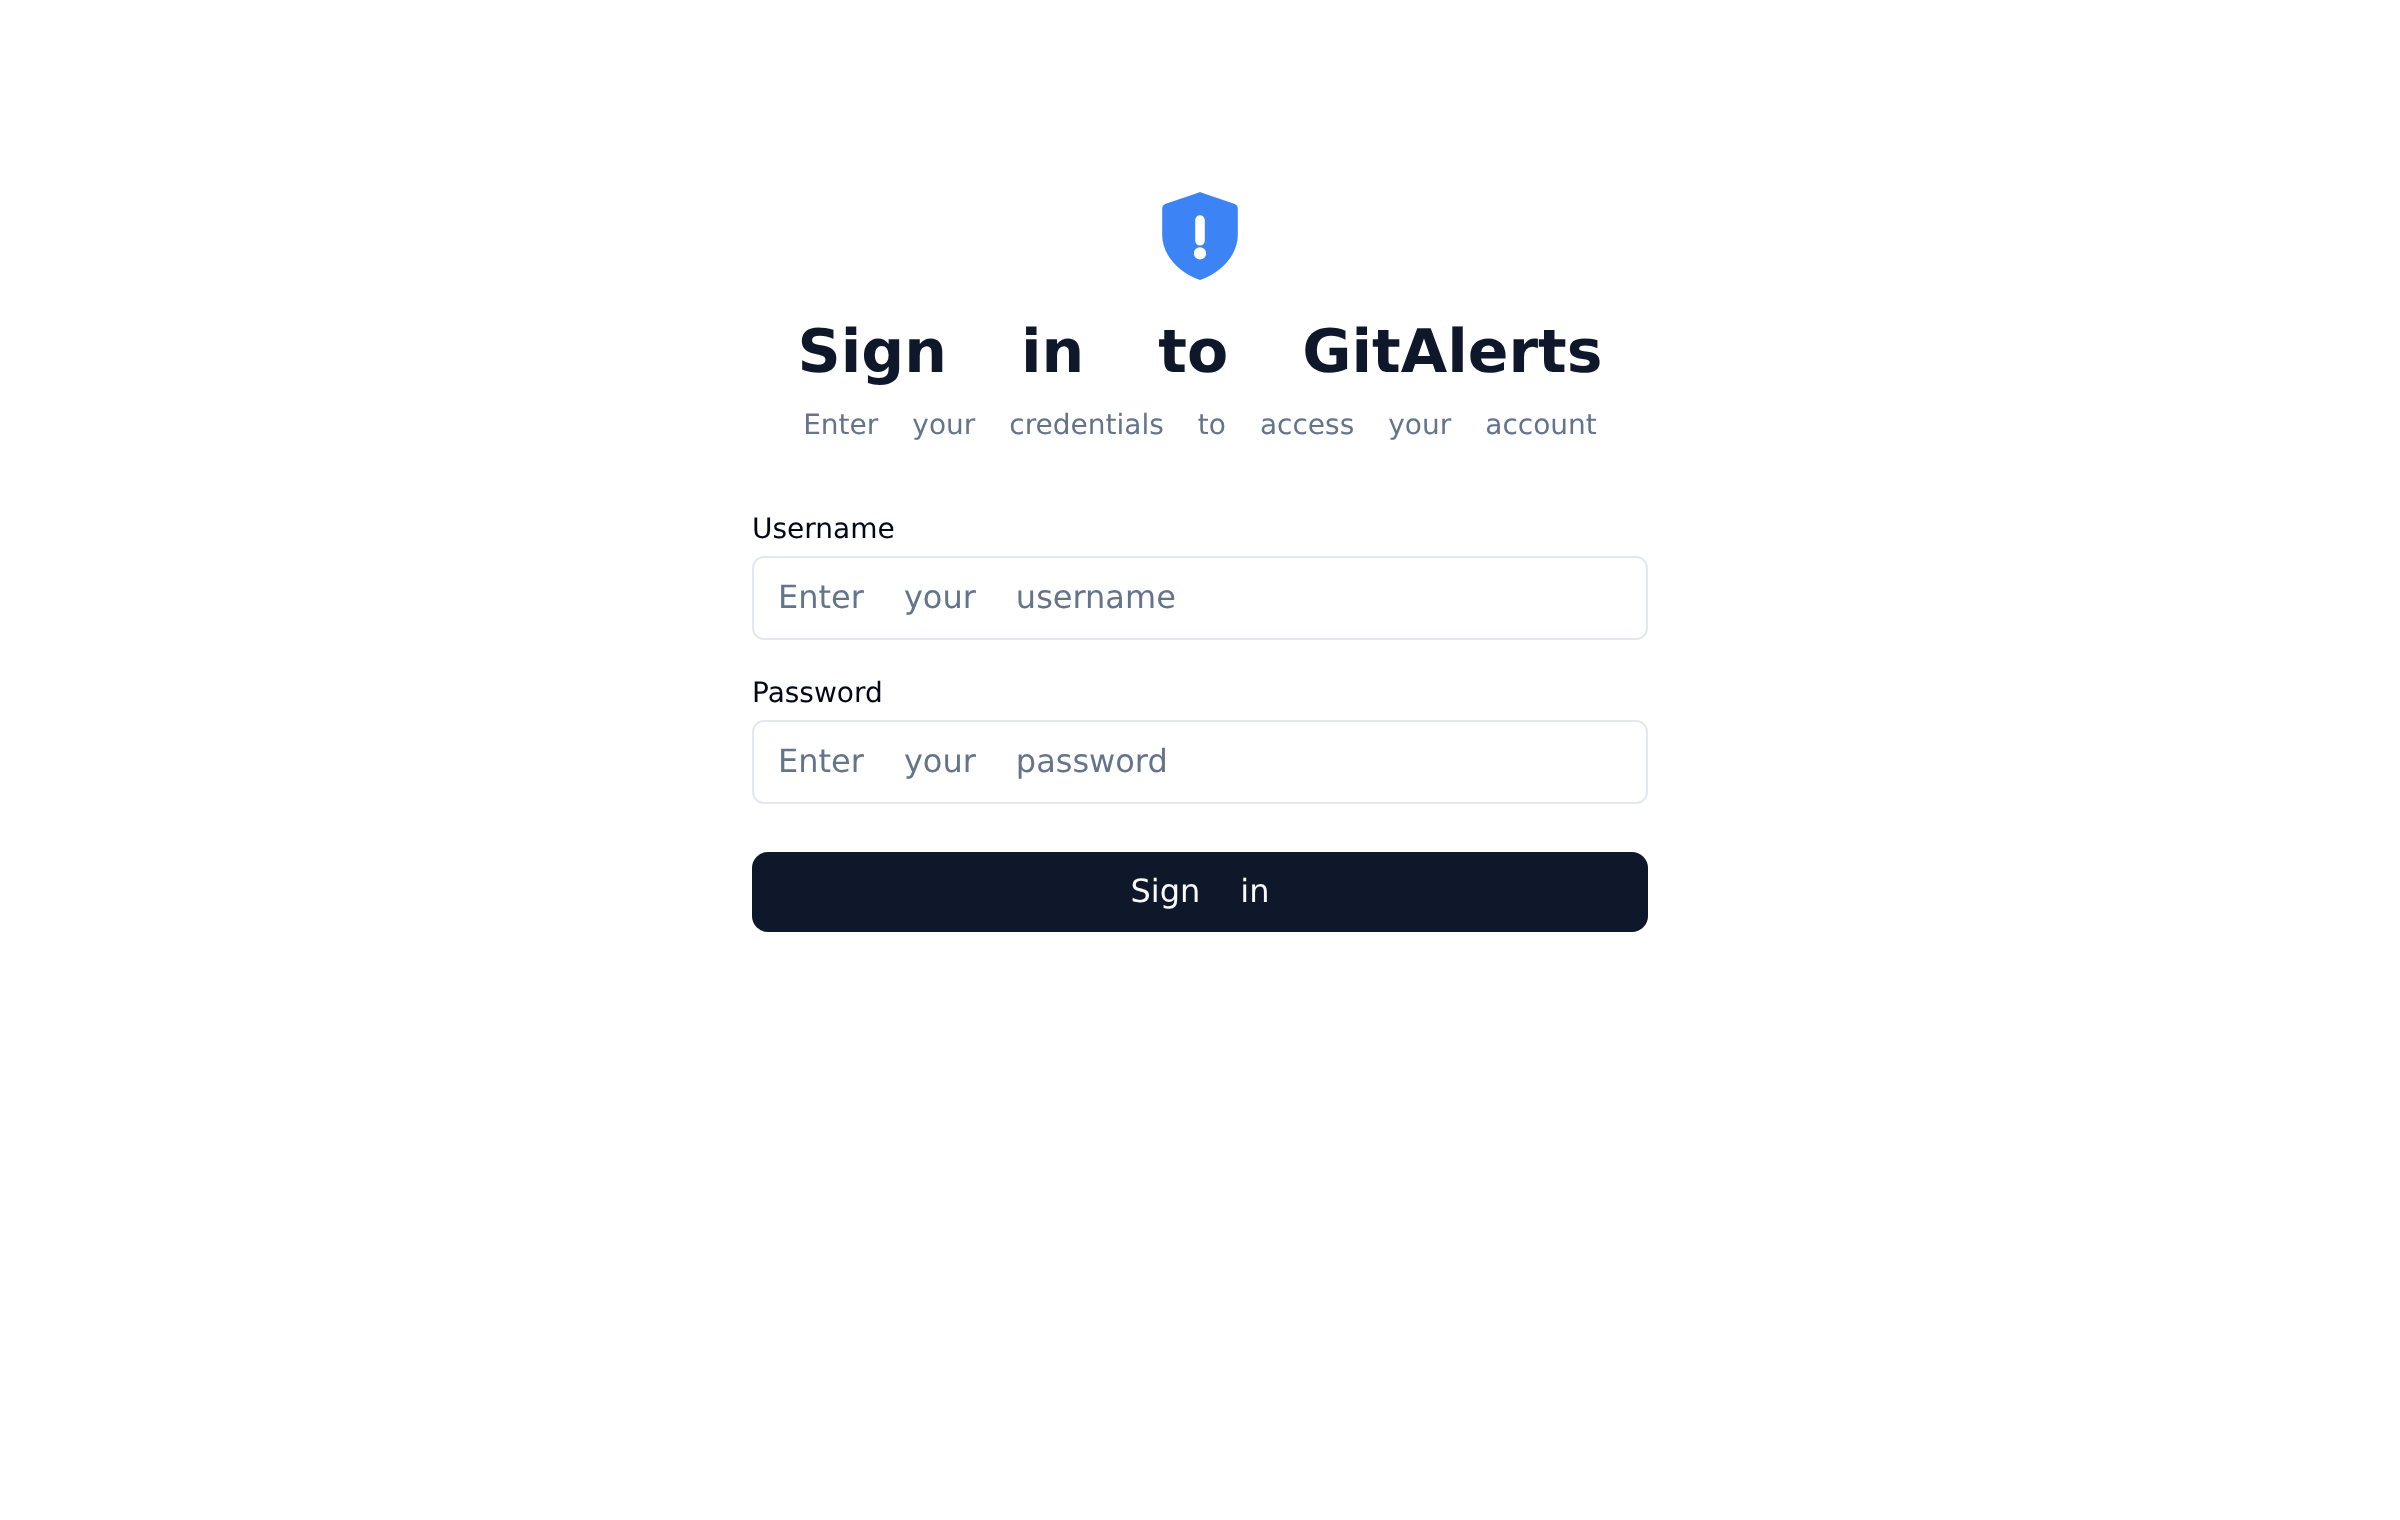 Sign in to GitAlerts
Enter your credentials to access your account
Username
Enter your username
Password
Enter your password
Sign in